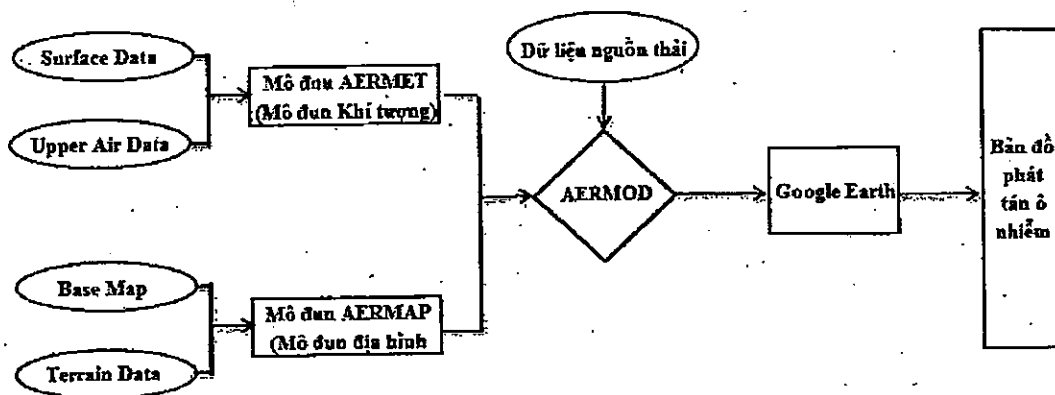 Surface Data
Upper Air Data
Mô đun AERMET
(Mô đun Khí tượng)
Base Map
Terrain Data
Mô đun AERMAP
(Mô đun địa hình
Dữ liệu nguồn thải
AERMOD
Google Earth
Bản đồ
phát
tán ô
nhiễm